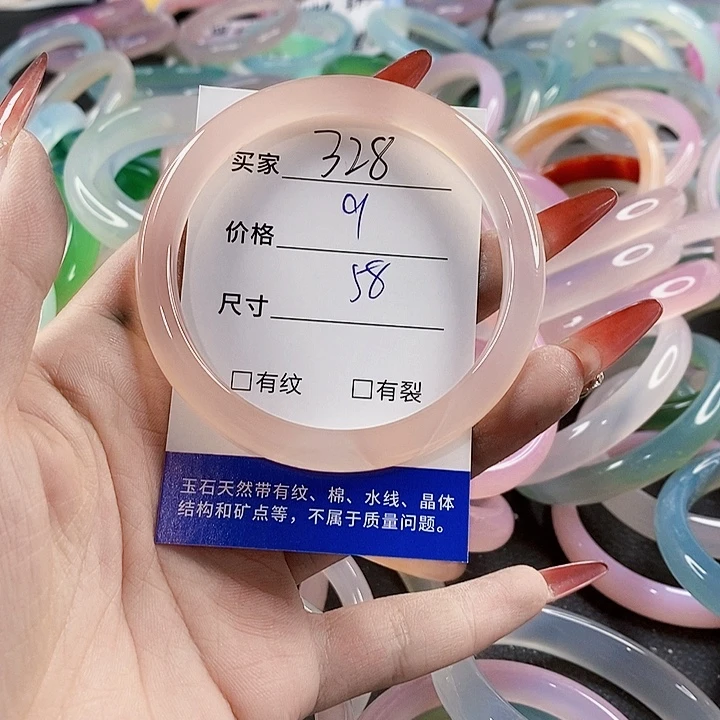 买家 328
价格 9
尺寸 58
□有纹 □有裂
玉石天然带有纹、棉、水线、晶体
结构和矿点等，不属于质量问题。